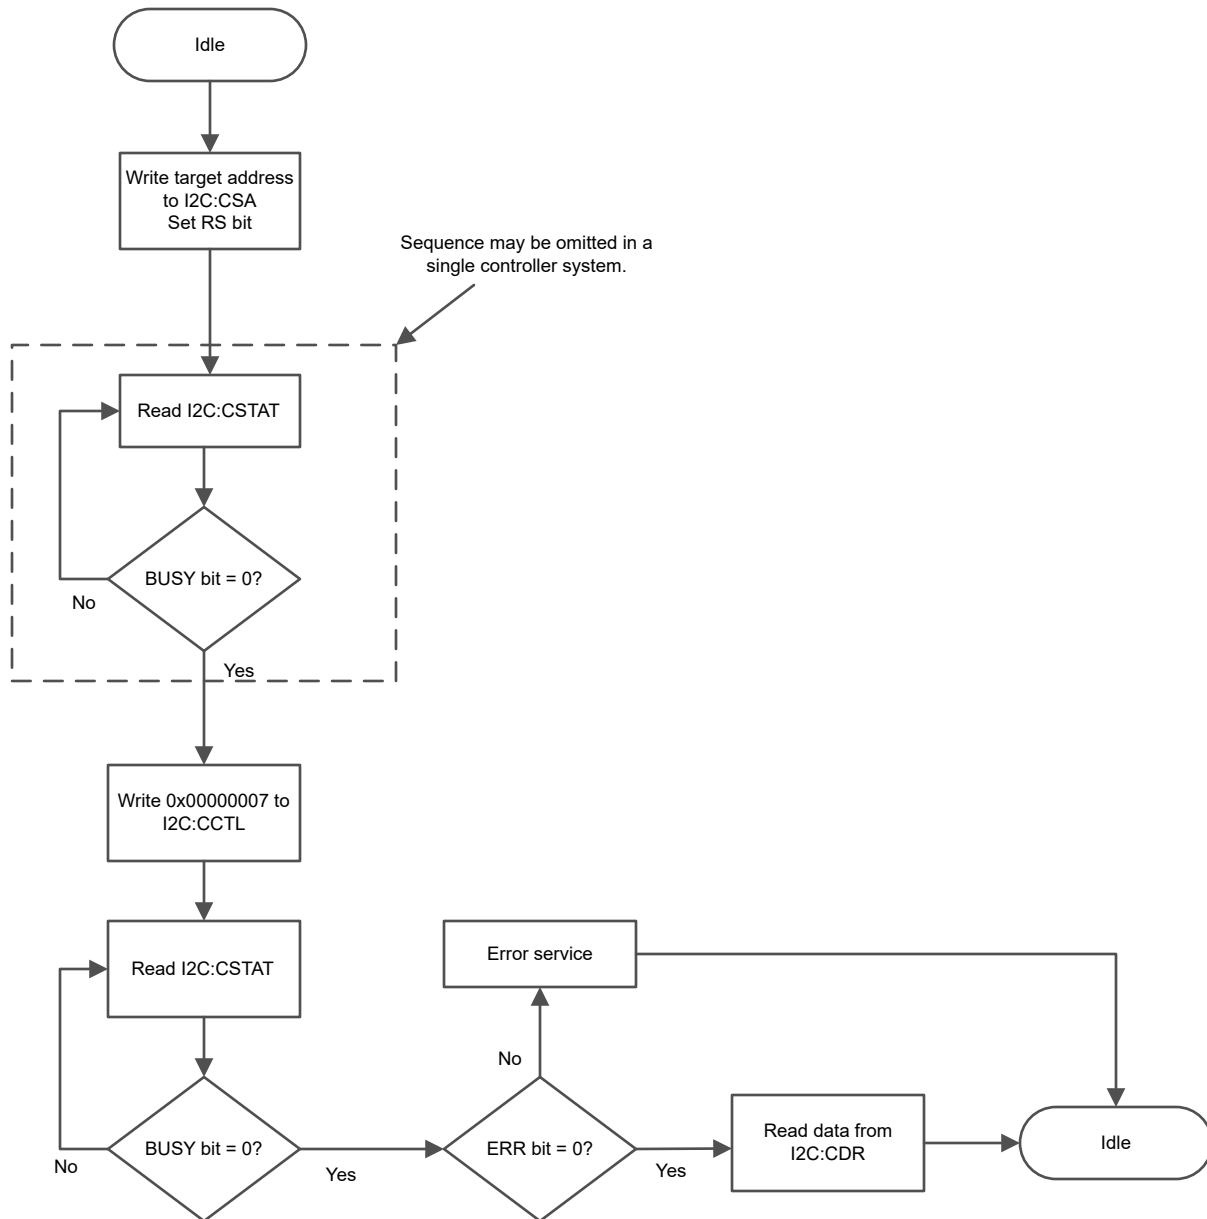 Idle
Write target address
to I2C:CSA
Set RS bit
Sequence may be omitted in a
single controller system.
Read I2C:CSTAT
BUSY bit = 0?
No
Yes
Write 0x00000007 to
I2C:CCTL
Read I2C:CSTAT
Error service
No
BUSY bit = 0?
No
Yes
ERR bit = 0?
Yes
Read data from
I2C:CDR
Idle